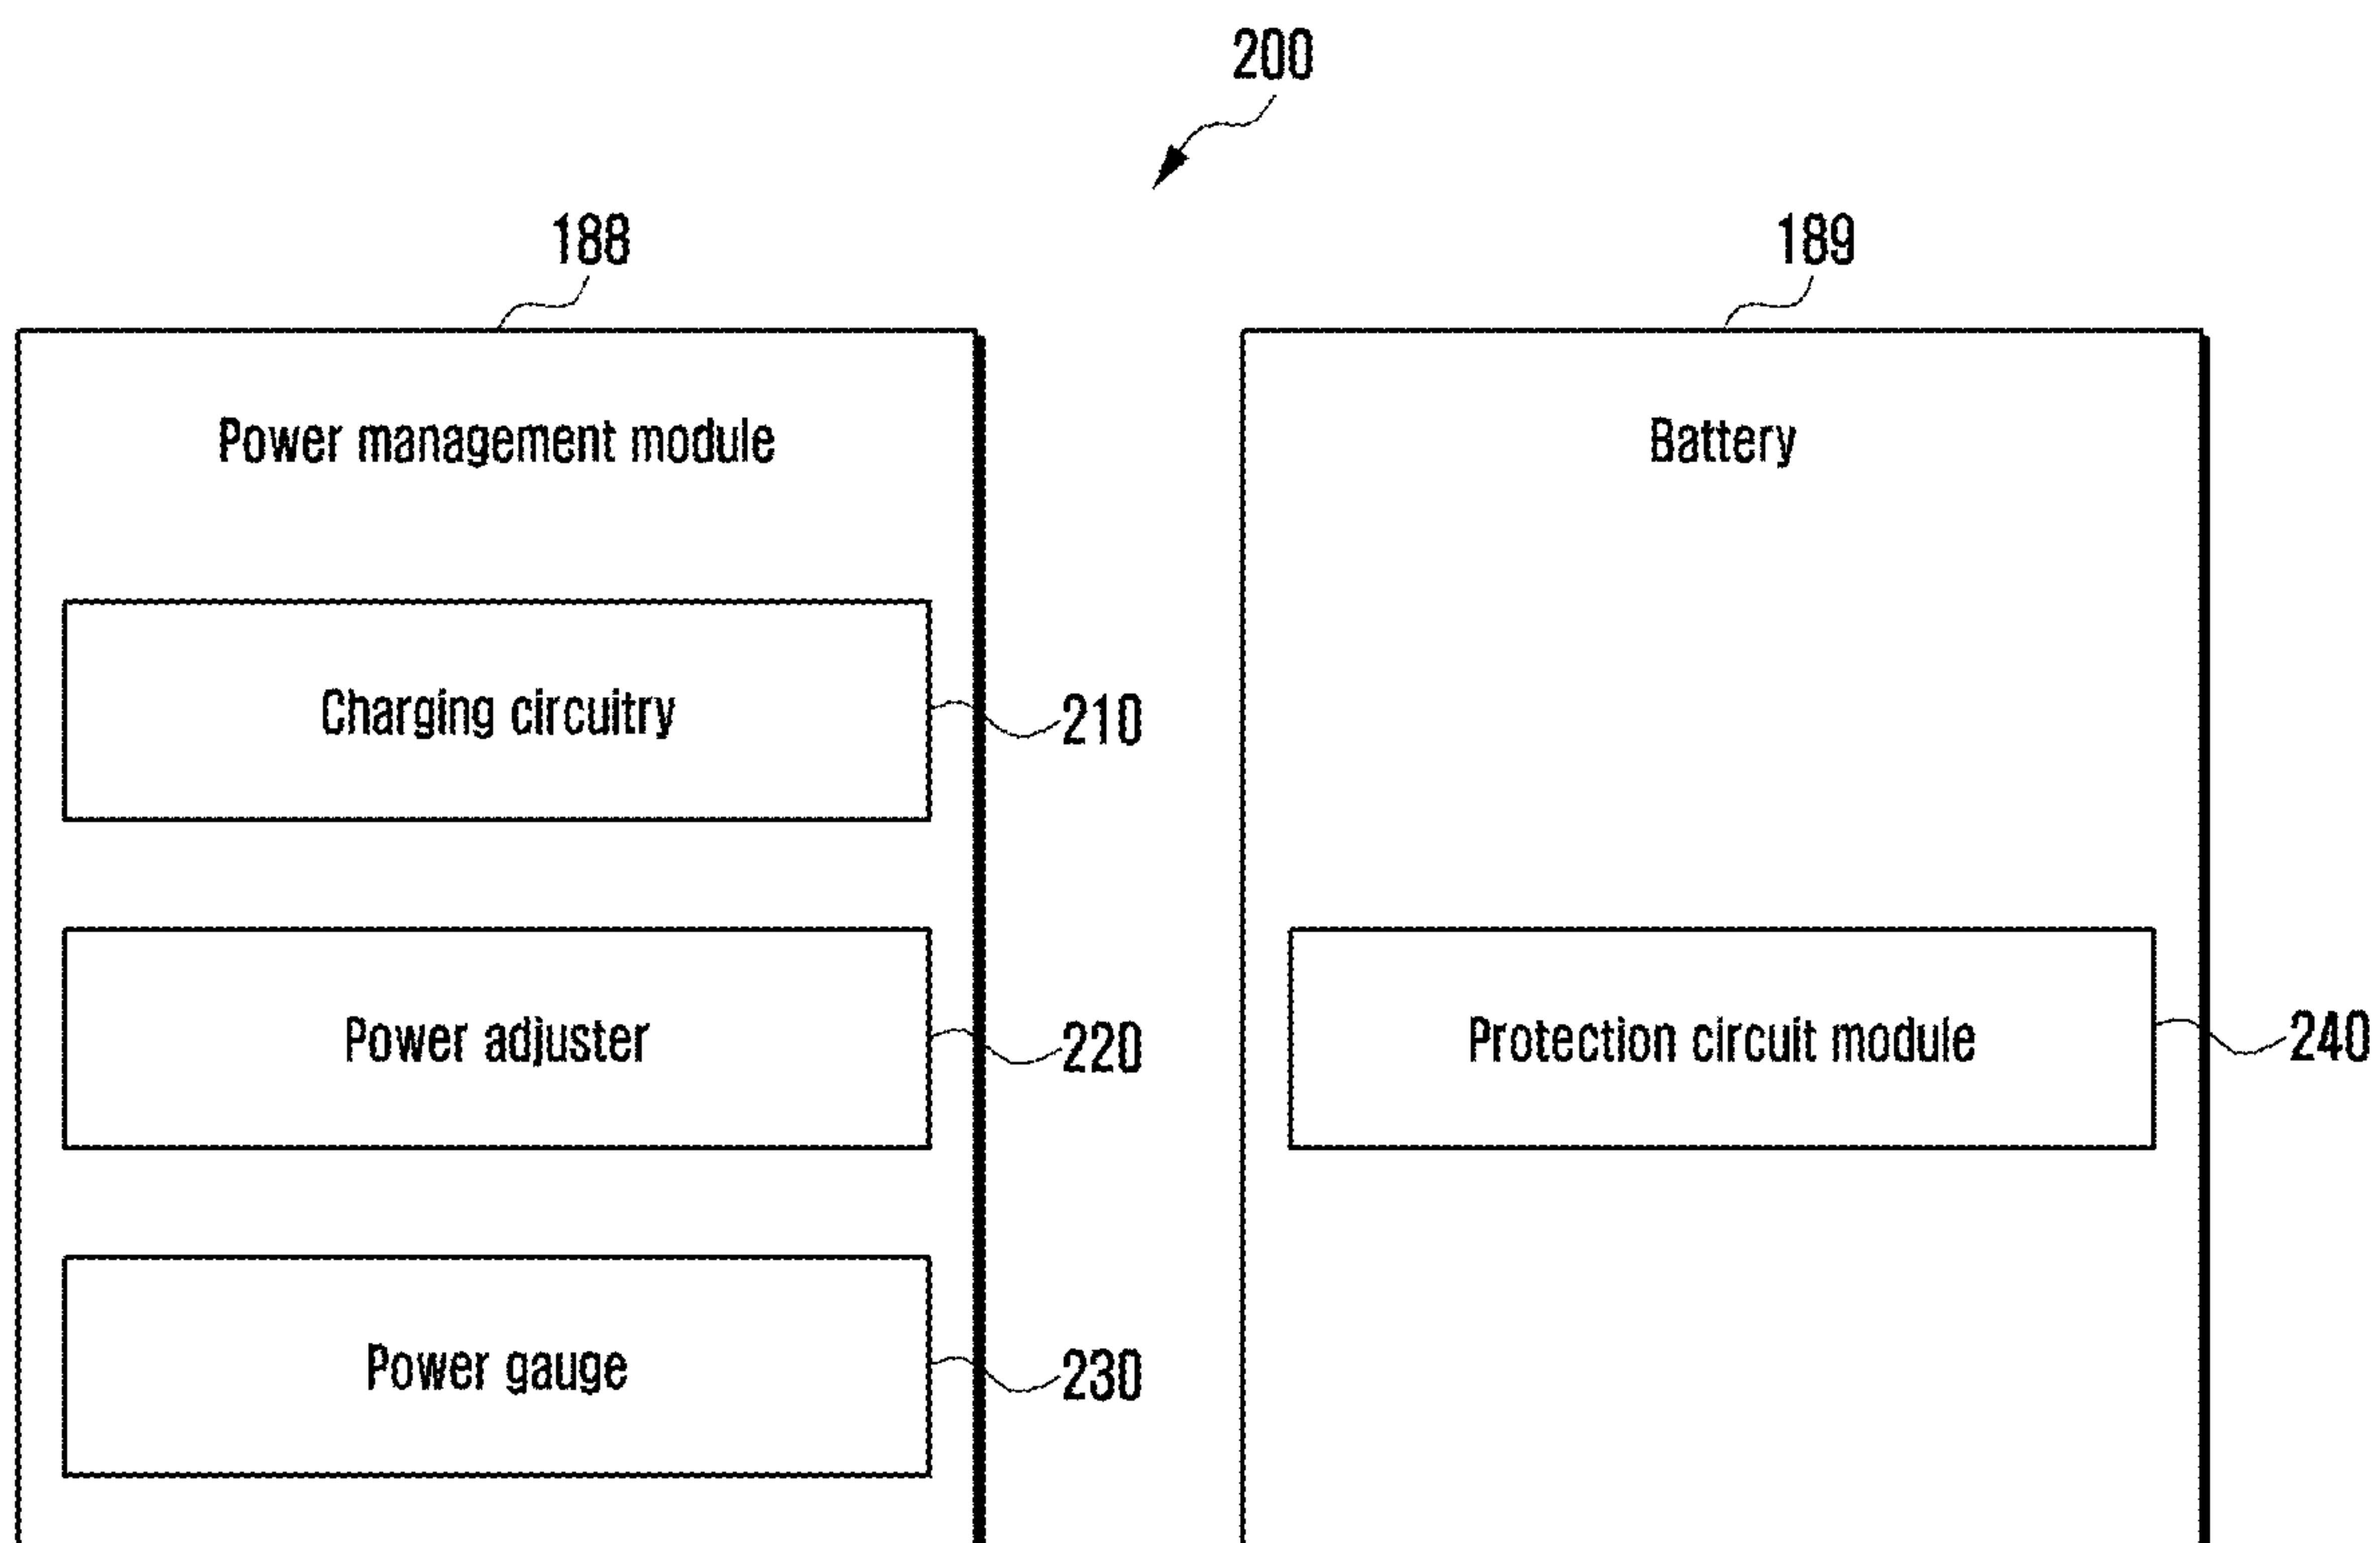 200
188
189
Power management module
Battery
Charging circuitry
210
Power adjuster
220
Protection circuit module
240
Power gauge
230